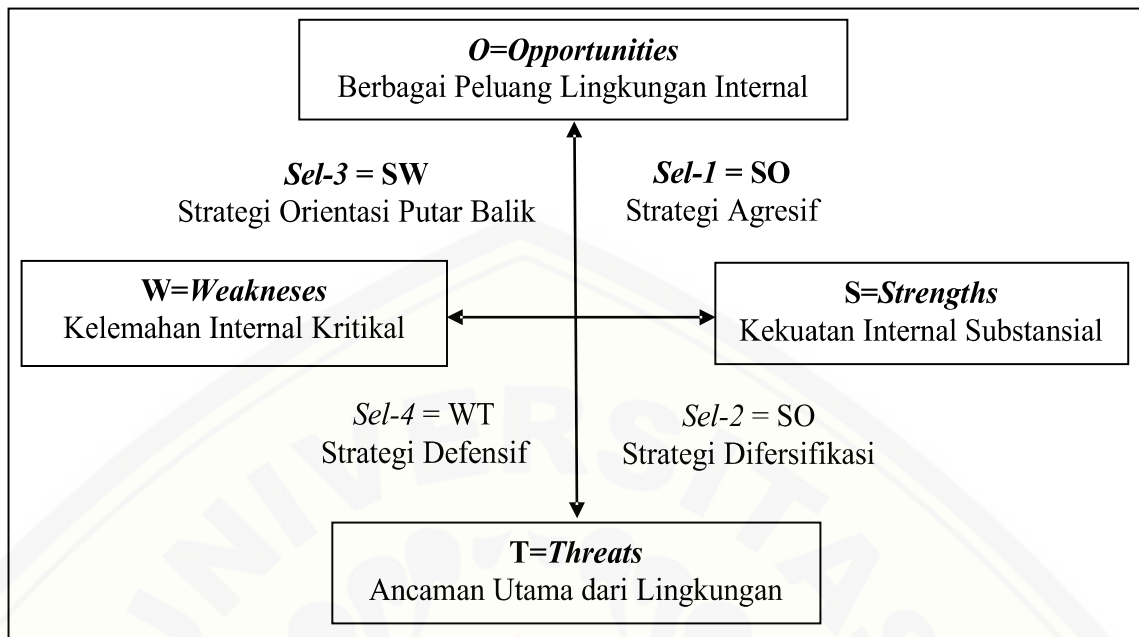 O=Opportunities
Berbagai Peluang Lingkungan Internal
Sel-3 = SW
Strategi Orientasi Putar Balik
Sel-1 = SO
Strategi Agresif
W=Weakneses
Kelemahan Internal Kritikal
S=Strengths
Kekuatan Internal Substansial
Sel-4 = WT
Strategi Defensif
Sel-2 = SO
Strategi Difersifikasi
T=Threats
Ancaman Utama dari Lingkungan
UNIVERSITAS